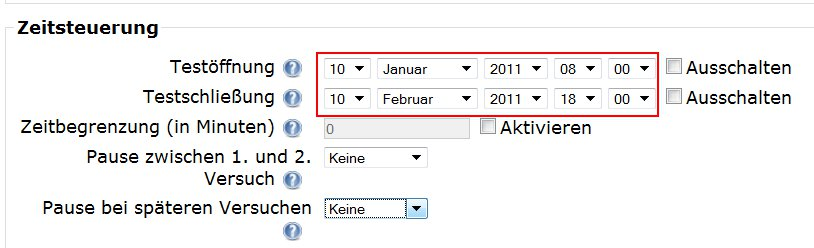 Zeitsteuerung
Testöffnung 10 Januar 2011 08 00 Ausschalten
Testschließung 10 Februar 2011 18 00 Ausschalten
Zeitbegrenzung (in Minuten) 0 Aktivieren
Pause zwischen 1. und 2. Keine
Versuch
Pause bei späteren Versuchen Keine